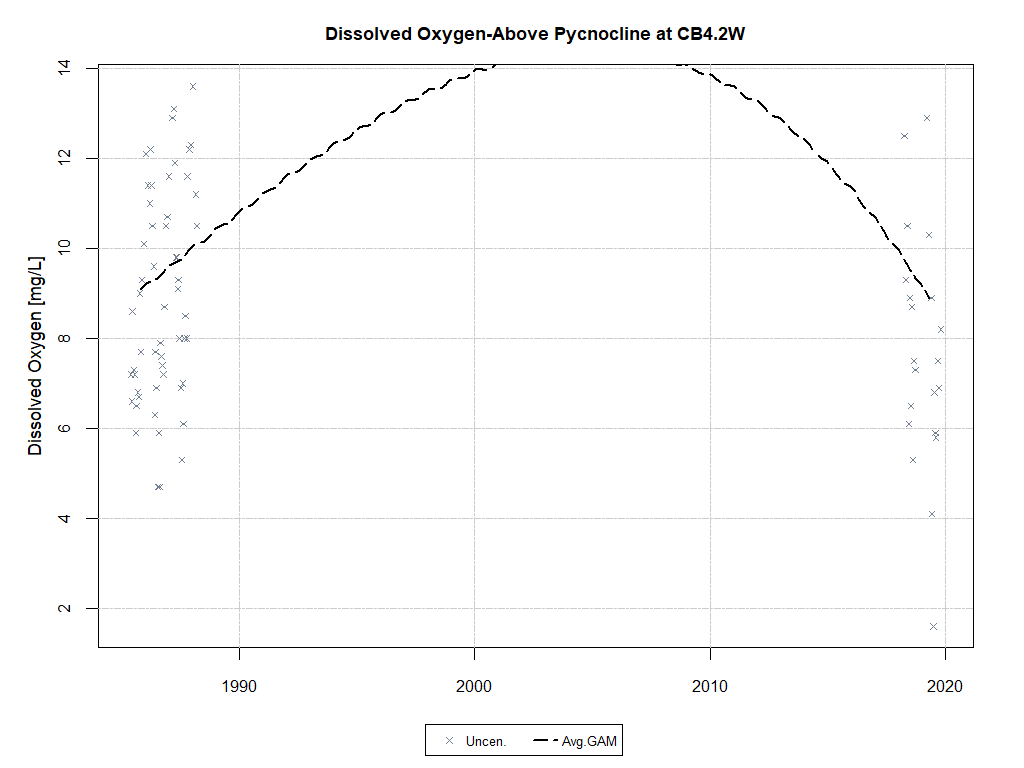 Dissolved Oxygen-Above Pycnocline at CB4.2W
Dissolved Oxygen [mg/L]
14
12
10
8
6
4
2
1990 2000 2010 2020
Uncen. Avg.GAM